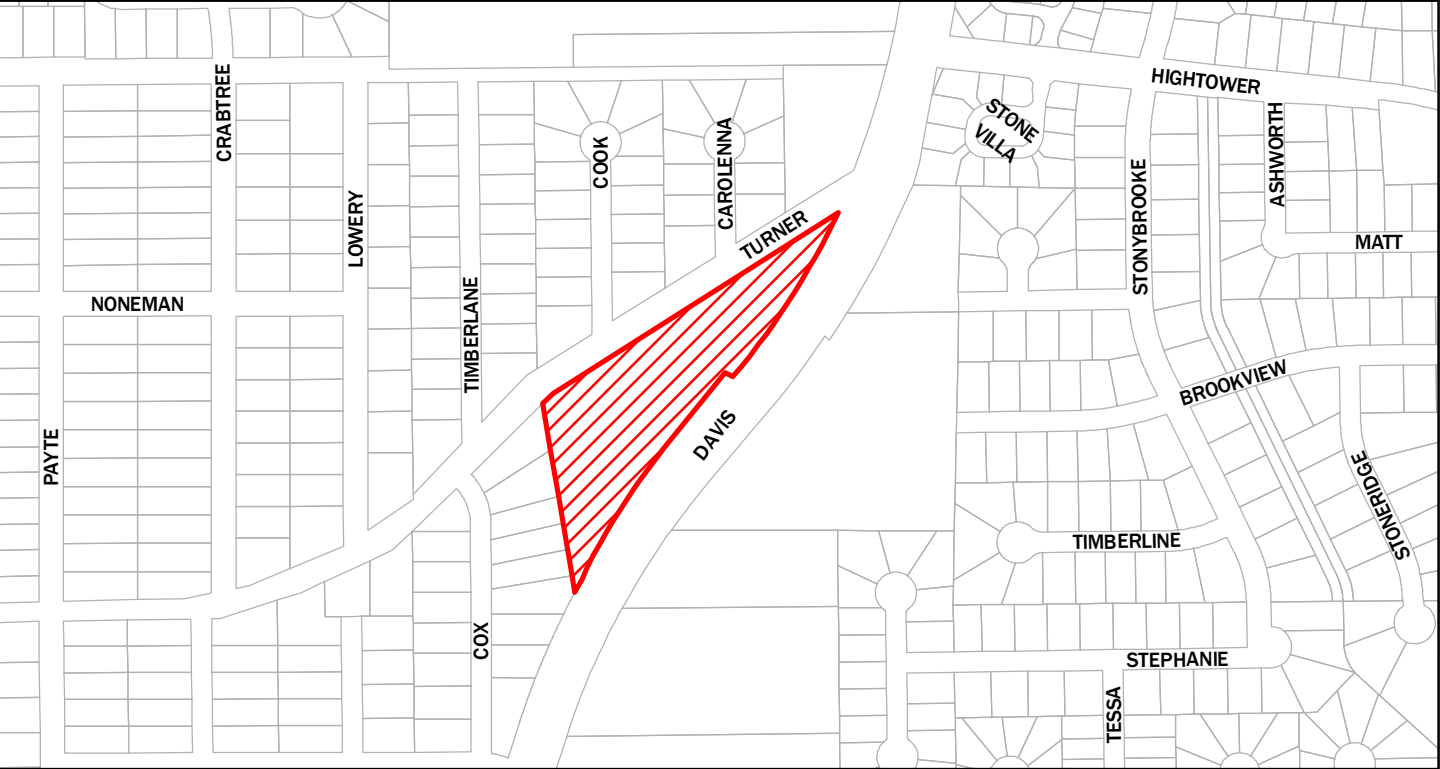 HIGHTOWER
CRABTREE
STONE
VILLA
ASHWORTH
COOK
CAROLENNA
STONYBROOKE
LOWERY
TURNER
MATT
NONEMAN
TIMBERLANE
BROOKVIEW
DAVIS
PAYTE
STONERIDGE
TIMBERLINE
COX
STEPHANIE
TESSA